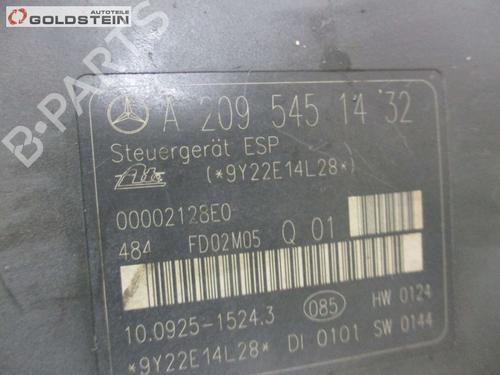 AUTOTEILE
GOLDSTEIN
B-PARTS
A 209 545 14 32
Steuergerät ESP
Ate (*9Y22E14L28*)
00002128E0
484 FD02M05 Q 01
10.0925-1524.3 085 HW 0124
*9Y22E14L28* DI 0101 SW 0144